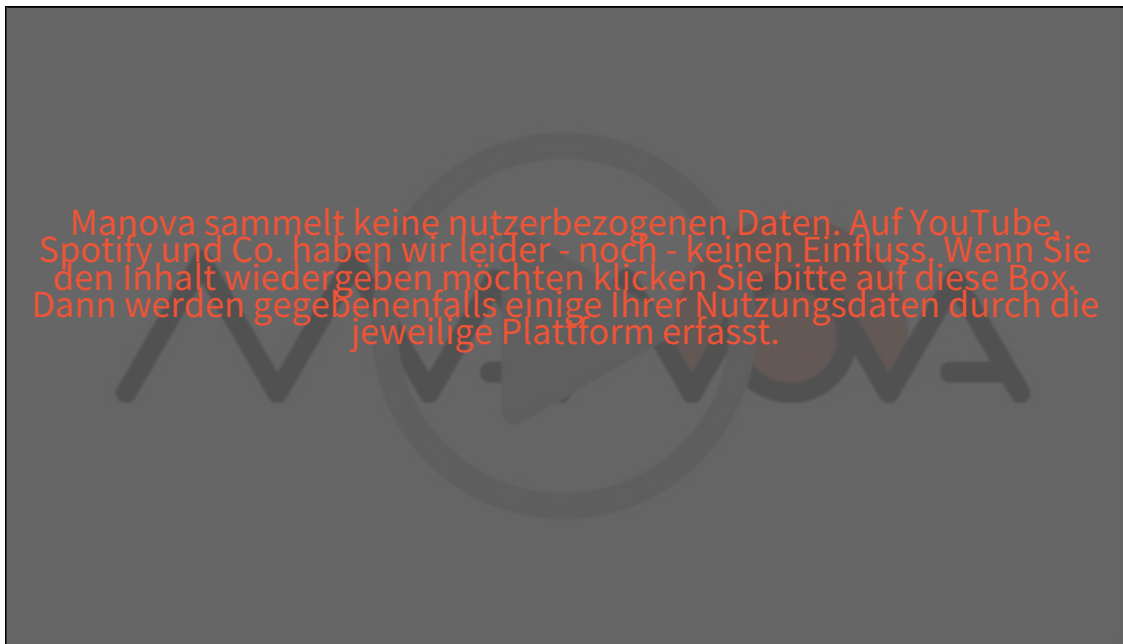 Manova sammelt keine nutzerbezogenen Daten. Auf YouTube,
Spotify und Co. haben wir leider - noch - keinen Einfluss. Wenn Sie
den Inhalt wiedergeben möchten klicken Sie bitte auf diese Box.
Dann werden gegebenenfalls einige Ihrer Nutzungsdaten durch die
jeweilige Plattform erfasst.
MANOVA